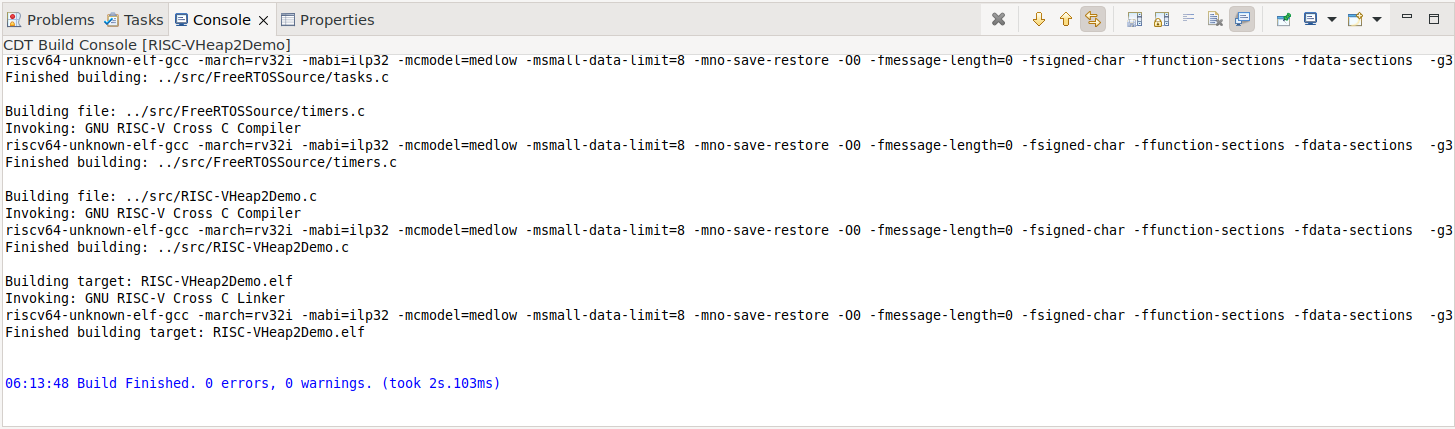 Problems Tasks Console Properties
CDT Build Console [RISC-VHeap2Demo]
riscv64-unknown-elf-gcc -march=rv32i -mabi=ilp32 -mcmodel=medlow -msmall-data-limit=8 -mno-save-restore -O0 -fmessage-length=0 -fsigned-char -ffunction-sections -fdata-sections  -g3
Finished building: ../src/FreeRTOSSource/tasks.c
Building file: ../src/FreeRTOSSource/timers.c
Invoking: GNU RISC-V Cross C Compiler
riscv64-unknown-elf-gcc -march=rv32i -mabi=ilp32 -mcmodel=medlow -msmall-data-limit=8 -mno-save-restore -O0 -fmessage-length=0 -fsigned-char -ffunction-sections -fdata-sections  -g3
Finished building: ../src/FreeRTOSSource/timers.c
Building file: ../src/RISC-VHeap2Demo.c
Invoking: GNU RISC-V Cross C Compiler
riscv64-unknown-elf-gcc -march=rv32i -mabi=ilp32 -mcmodel=medlow -msmall-data-limit=8 -mno-save-restore -O0 -fmessage-length=0 -fsigned-char -ffunction-sections -fdata-sections  -g3
Finished building: ../src/RISC-VHeap2Demo.c
Building target: RISC-VHeap2Demo.elf
Invoking: GNU RISC-V Cross C Linker
riscv64-unknown-elf-gcc -march=rv32i -mabi=ilp32 -mcmodel=medlow -msmall-data-limit=8 -mno-save-restore -O0 -fmessage-length=0 -fsigned-char -ffunction-sections -fdata-sections  -g3
Finished building target: RISC-VHeap2Demo.elf
06:13:48 Build Finished. 0 errors, 0 warnings. (took 2s.103ms)